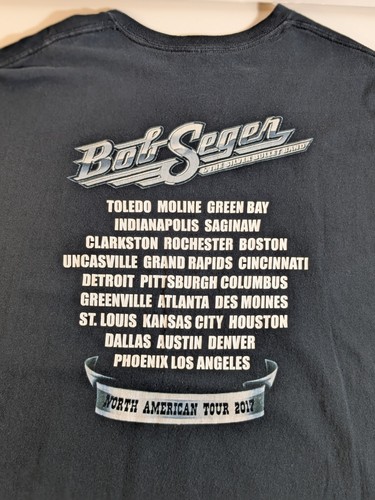 Bob Seger
& THE SILVER BULLET BAND
TOLEDO MOLINE GREEN BAY
INDIANAPOLIS SAGINAW
CLARKSTON ROCHESTER BOSTON
UNCASVILLE GRAND RAPIDS CINCINNATI
DETROIT PITTSBURGH COLUMBUS
GREENVILLE ATLANTA DES MOINES
ST. LOUIS KANSAS CITY HOUSTON
DALLAS AUSTIN DENVER
PHOENIX LOS ANGELES
NORTH AMERICAN TOUR 2017